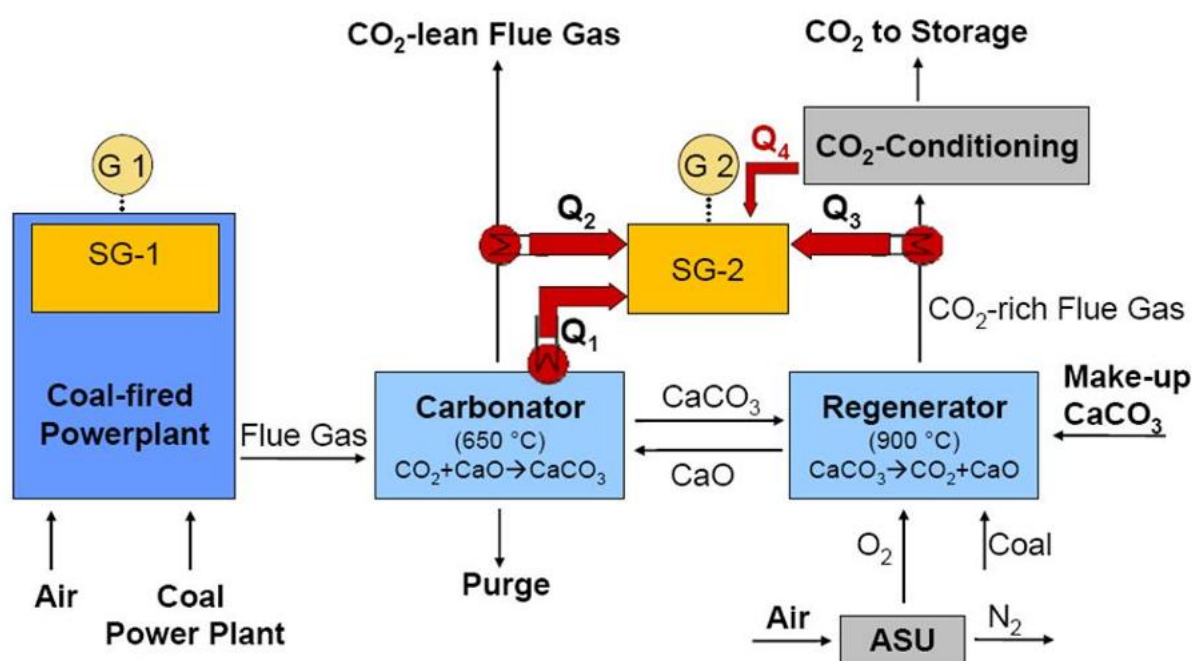 CO₂-lean Flue Gas
CO₂ to Storage
G 1
G 2
Q₄
CO₂-Conditioning
SG-1
Q₂
Q₃
SG-2
Q₁
CO₂-rich Flue Gas
Coal-fired
Powerplant
Flue Gas
Carbonator
(650 °C)
CO₂+CaO→CaCO₃
CaCO₃
CaO
Regenerator
(900 °C)
CaCO₃→CO₂+CaO
Make-up
CaCO₃
Air
Coal
Power Plant
Purge
O₂
Coal
Air
ASU
N₂